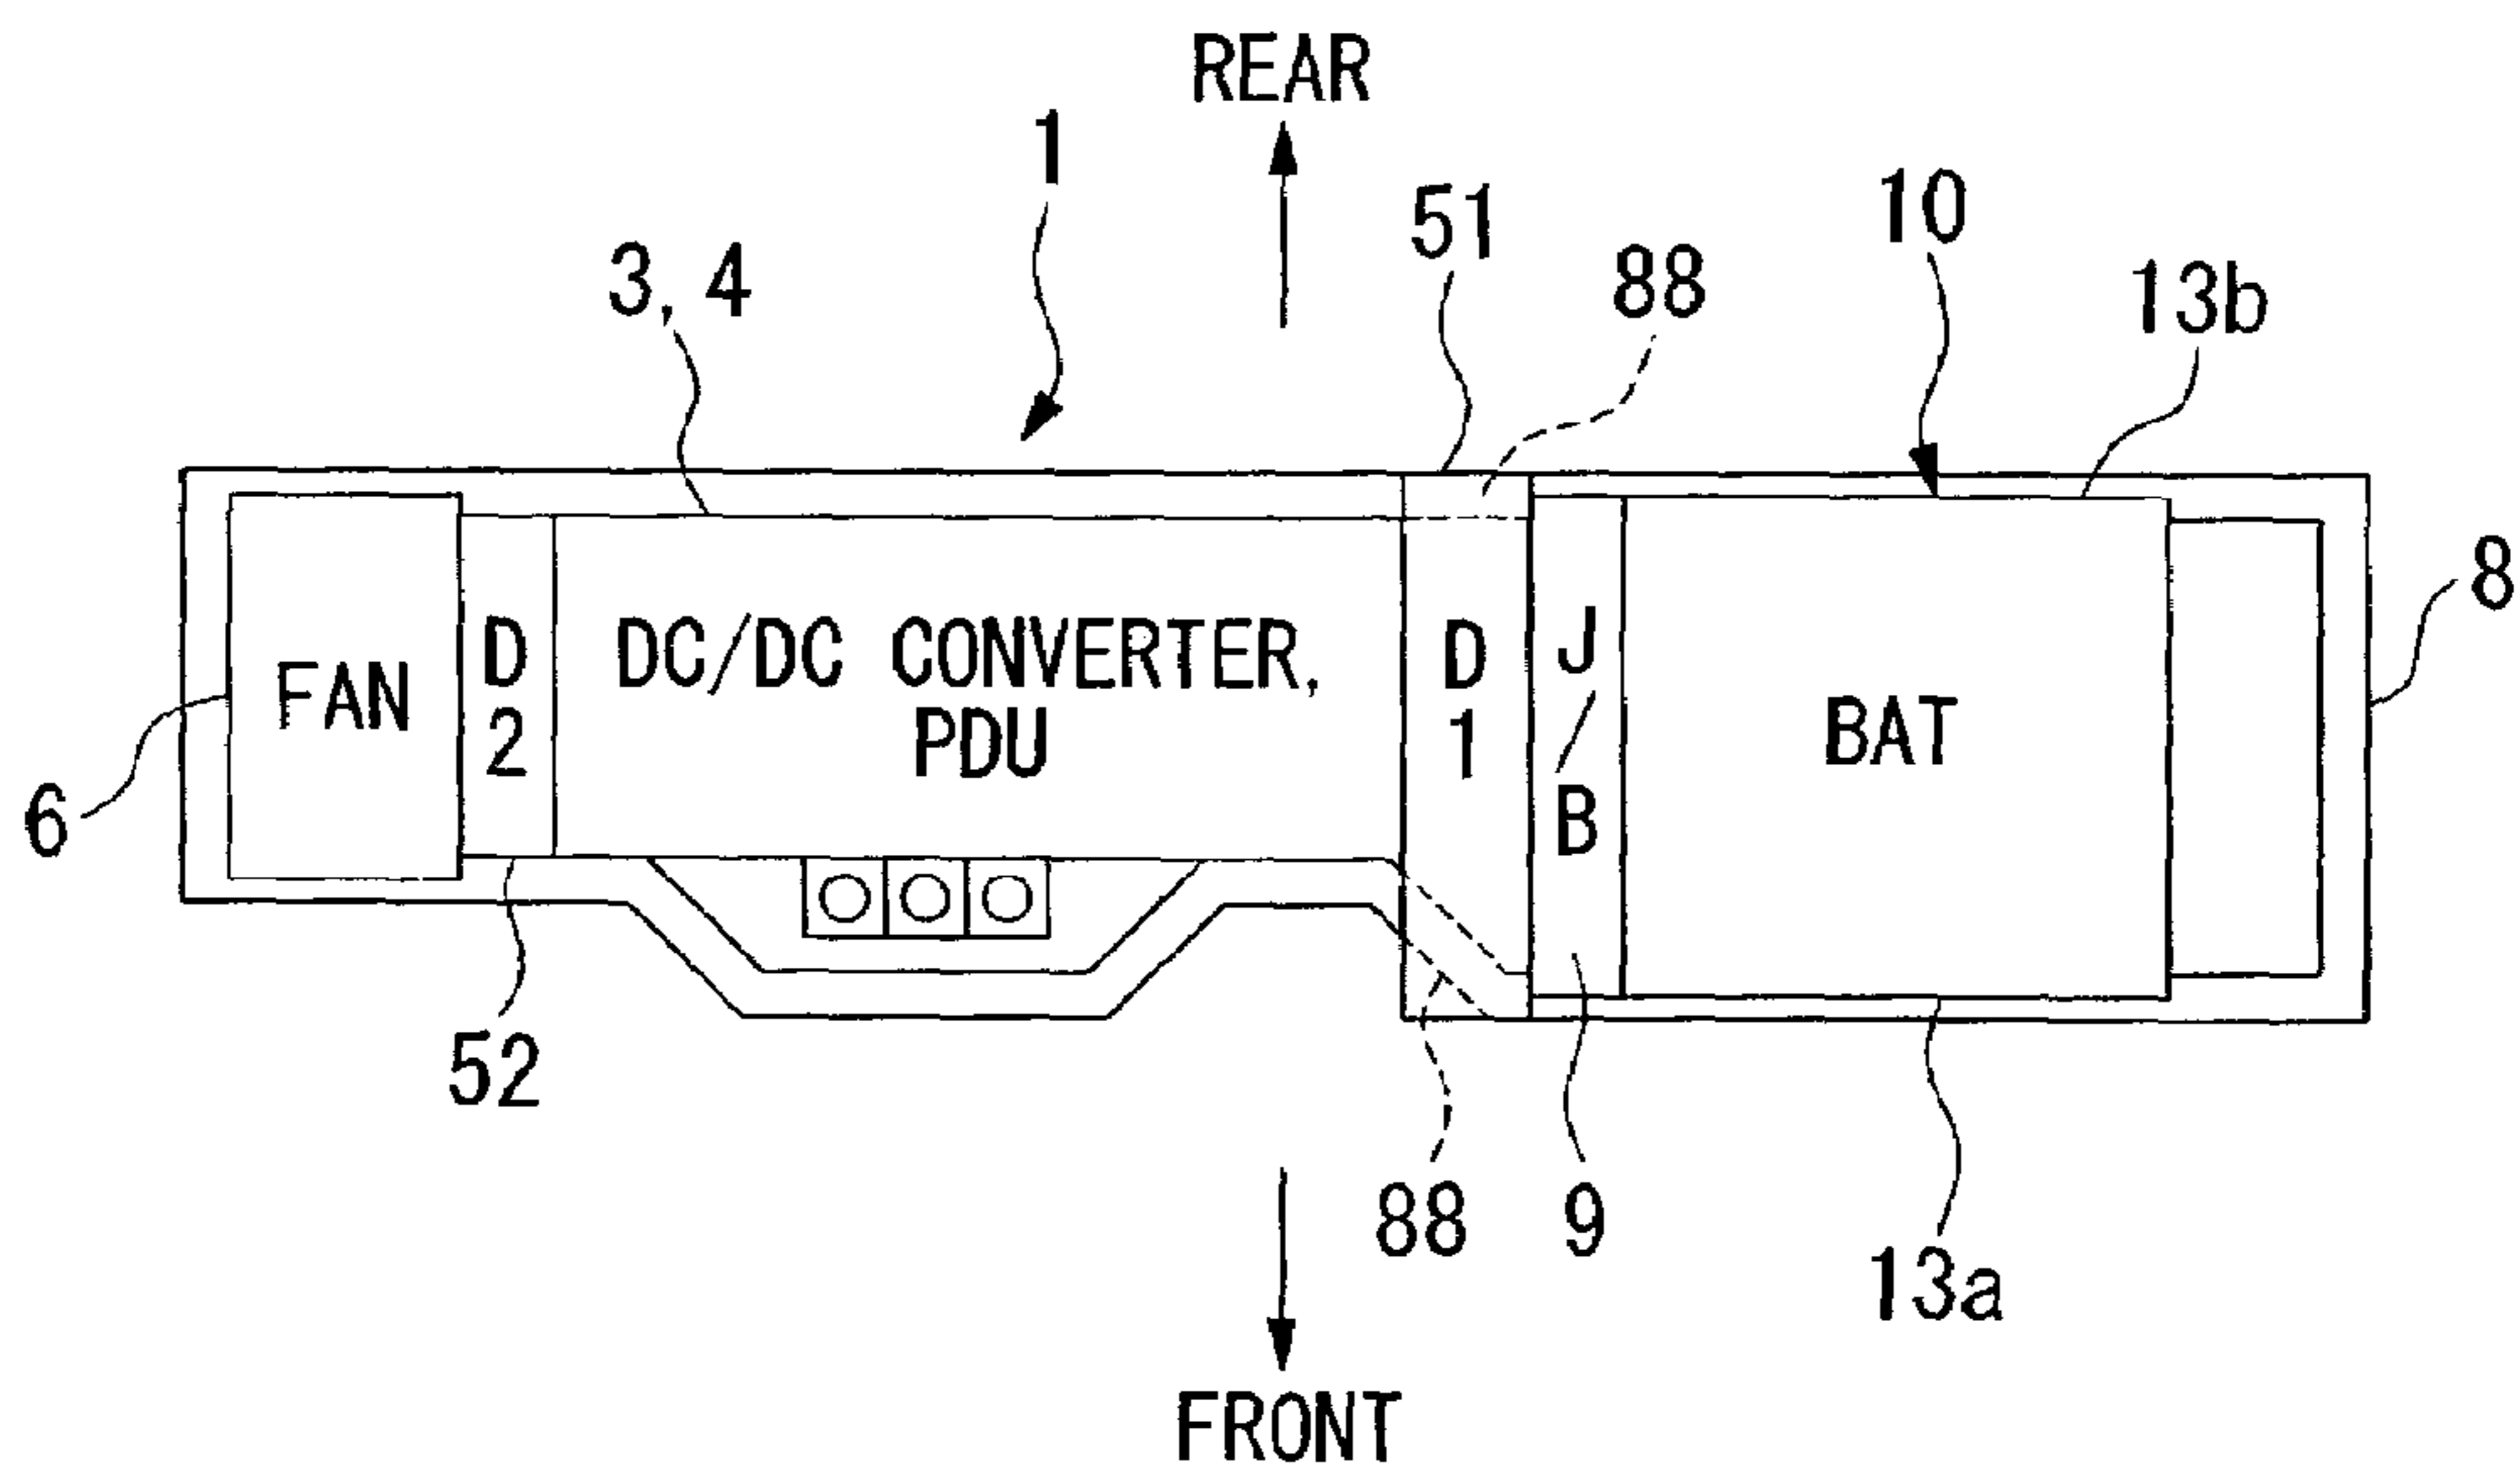 REAR
1
51
10
3, 4
88
13b
8
FAN
D
2
DC/DC CONVERTER,
PDU
D
1
J
/
B
BAT
6
52
88
9
13a
FRONT